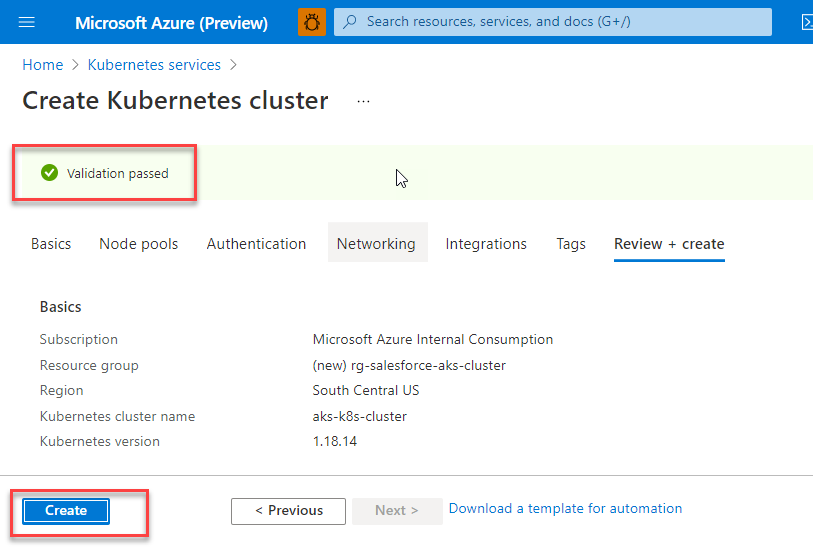 Microsoft Azure (Preview)
Search resources, services, and docs (G+/)
Home > Kubernetes services >
Create Kubernetes cluster ...
Validation passed
Basics Node pools Authentication Networking Integrations Tags Review + create
Basics
Subscription Microsoft Azure Internal Consumption
Resource group (new) rg-salesforce-aks-cluster
Region South Central US
Kubernetes cluster name aks-k8s-cluster
Kubernetes version 1.18.14
Create < Previous Next > Download a template for automation